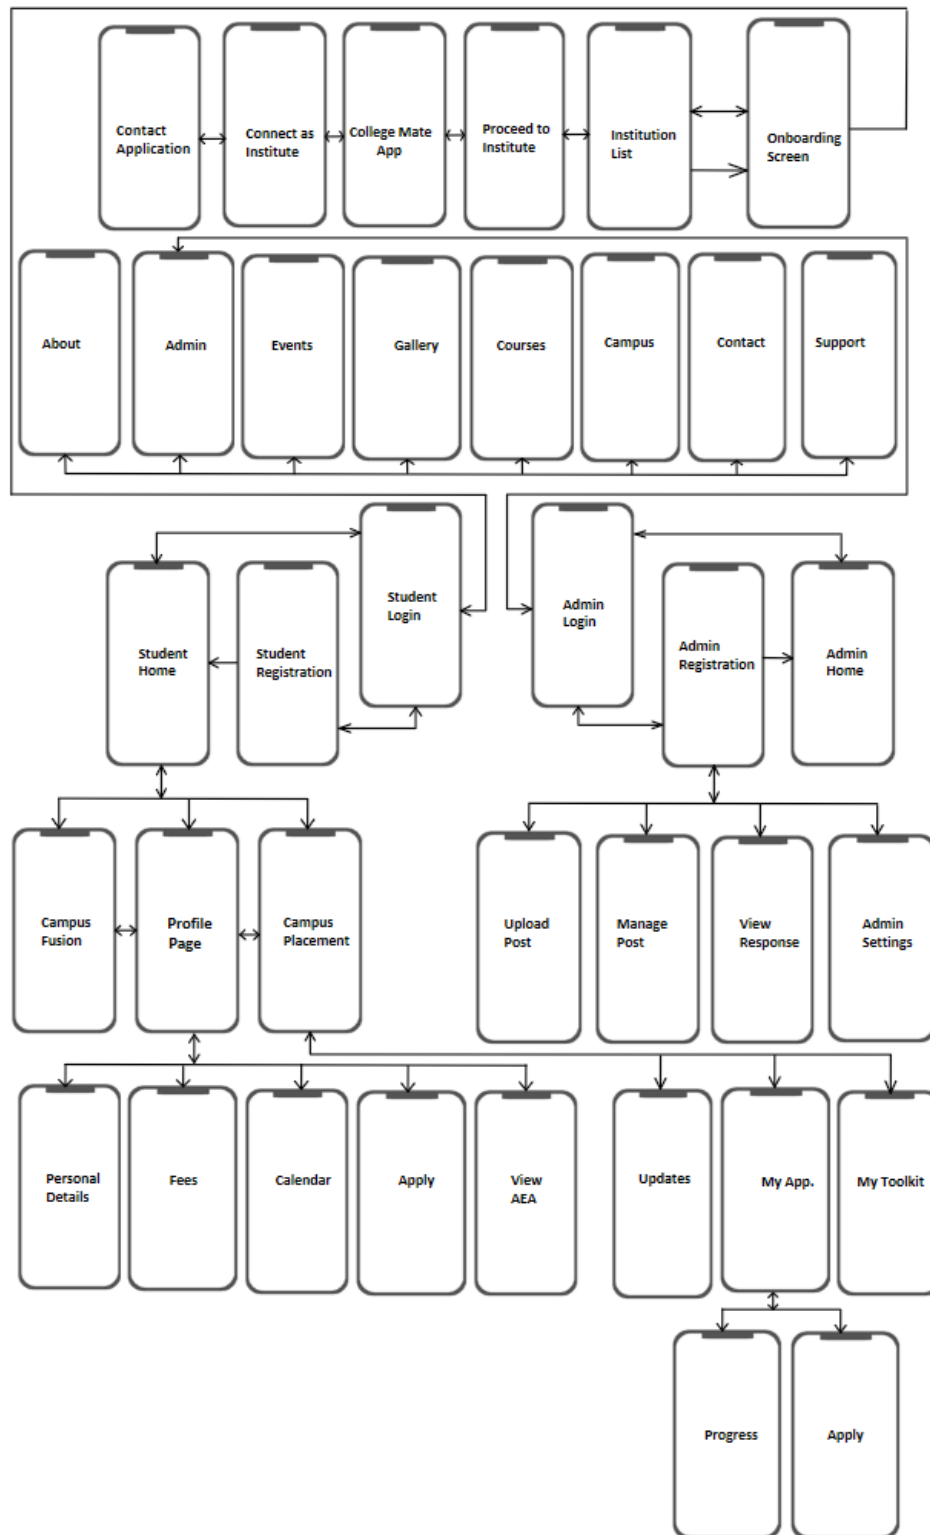 Contact
Application
Connect as
Institute
College Mate
App
Proceed to
Institute
Institution
List
Onboarding
Screen
About
Admin
Events
Gallery
Courses
Campus
Contact
Support
Student
Home
Student
Registration
Student
Login
Admin
Login
Admin
Registration
Admin
Home
Campus
Fusion
Profile
Page
Campus
Placement
Upload
Post
Manage
Post
View
Response
Admin
Settings
Personal
Details
Fees
Calendar
Apply
View
AEA
Updates
My App.
My Toolkit
Progress
Apply